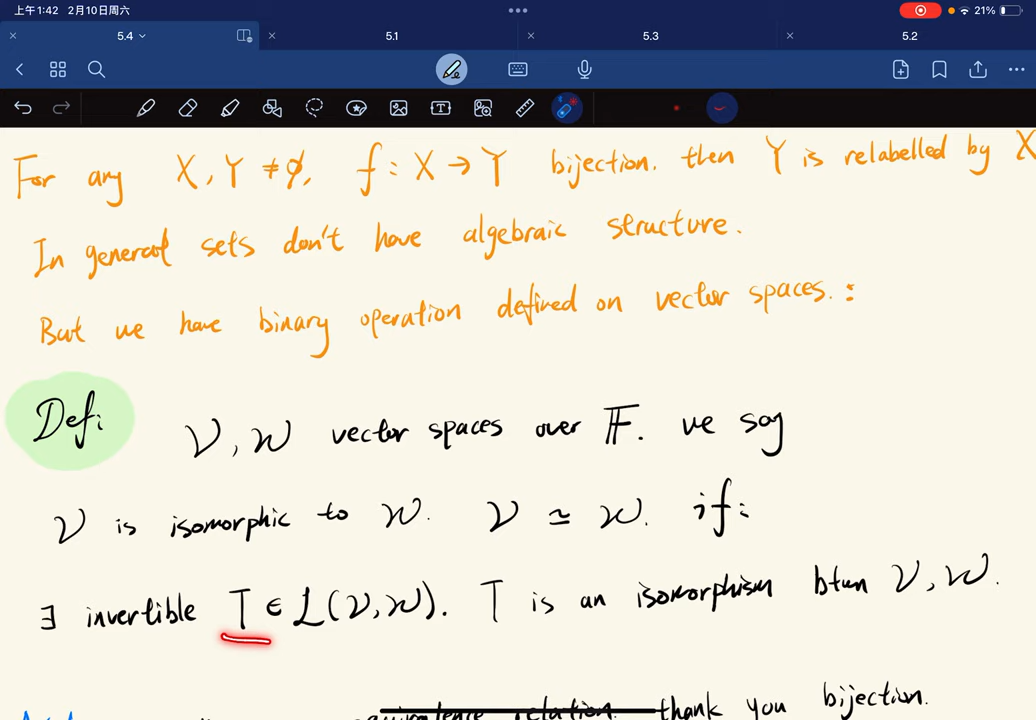 上午1:42 2月10日周六
21%
5.4
5.1
5.3
5.2
For any X, Y ≠ ∅, f: X → Y bijection. then Y is relabelled by X
In general sets don't have algebraic structure.
But we have binary operation defined on vector spaces. :
Def:
V, W vector spaces over 𝔽. we say
V is isomorphic to W. V ≃ W. if:
∃ invertible T ∈ L(V, W). T is an isomorphism btwn V, W.
equivalence relation. thank you bijection.